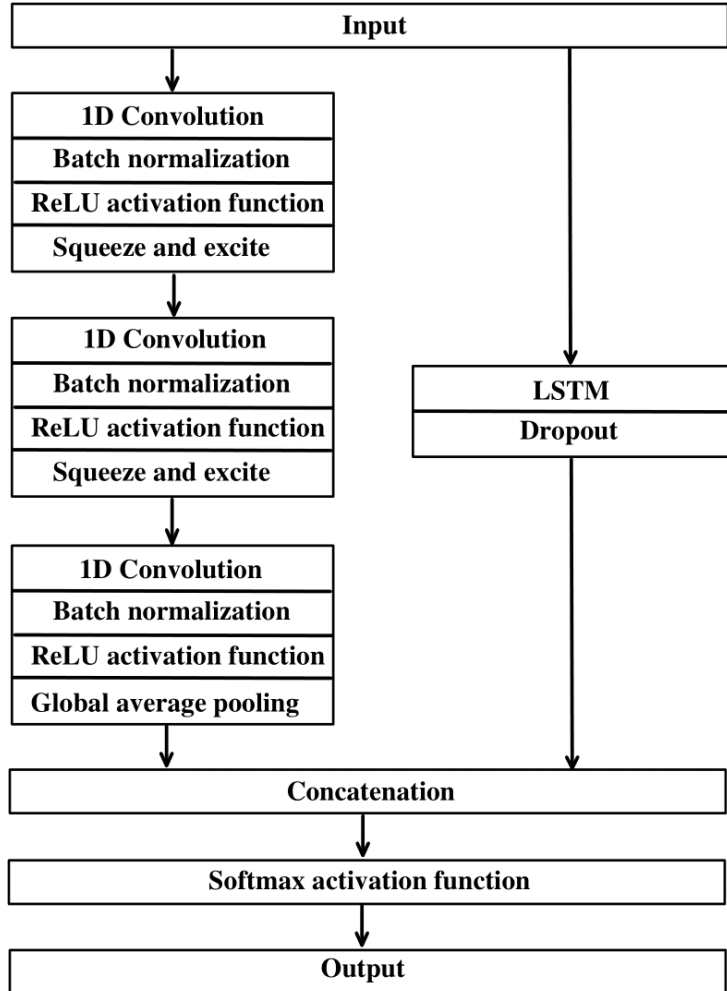 Input
1D Convolution
Batch normalization
ReLU activation function
Squeeze and excite
1D Convolution
Batch normalization
ReLU activation function
Squeeze and excite
LSTM
Dropout
1D Convolution
Batch normalization
ReLU activation function
Global average pooling
Concatenation
Softmax activation function
Output